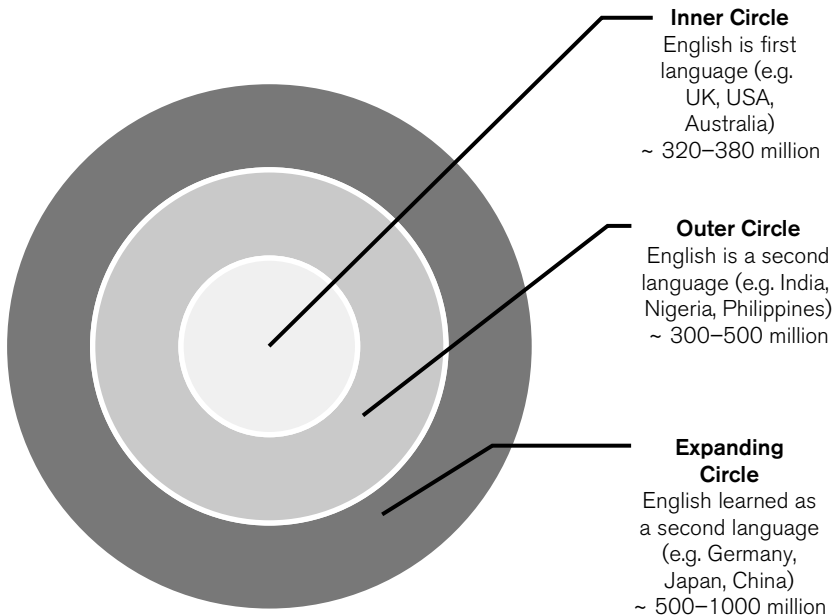 Inner Circle
English is first
language (e.g.
UK, USA,
Australia)
~ 320–380 million
Outer Circle
English is a second
language (e.g. India,
Nigeria, Philippines)
~ 300–500 million
Expanding
Circle
English learned as
a second language
(e.g. Germany,
Japan, China)
~ 500–1000 million